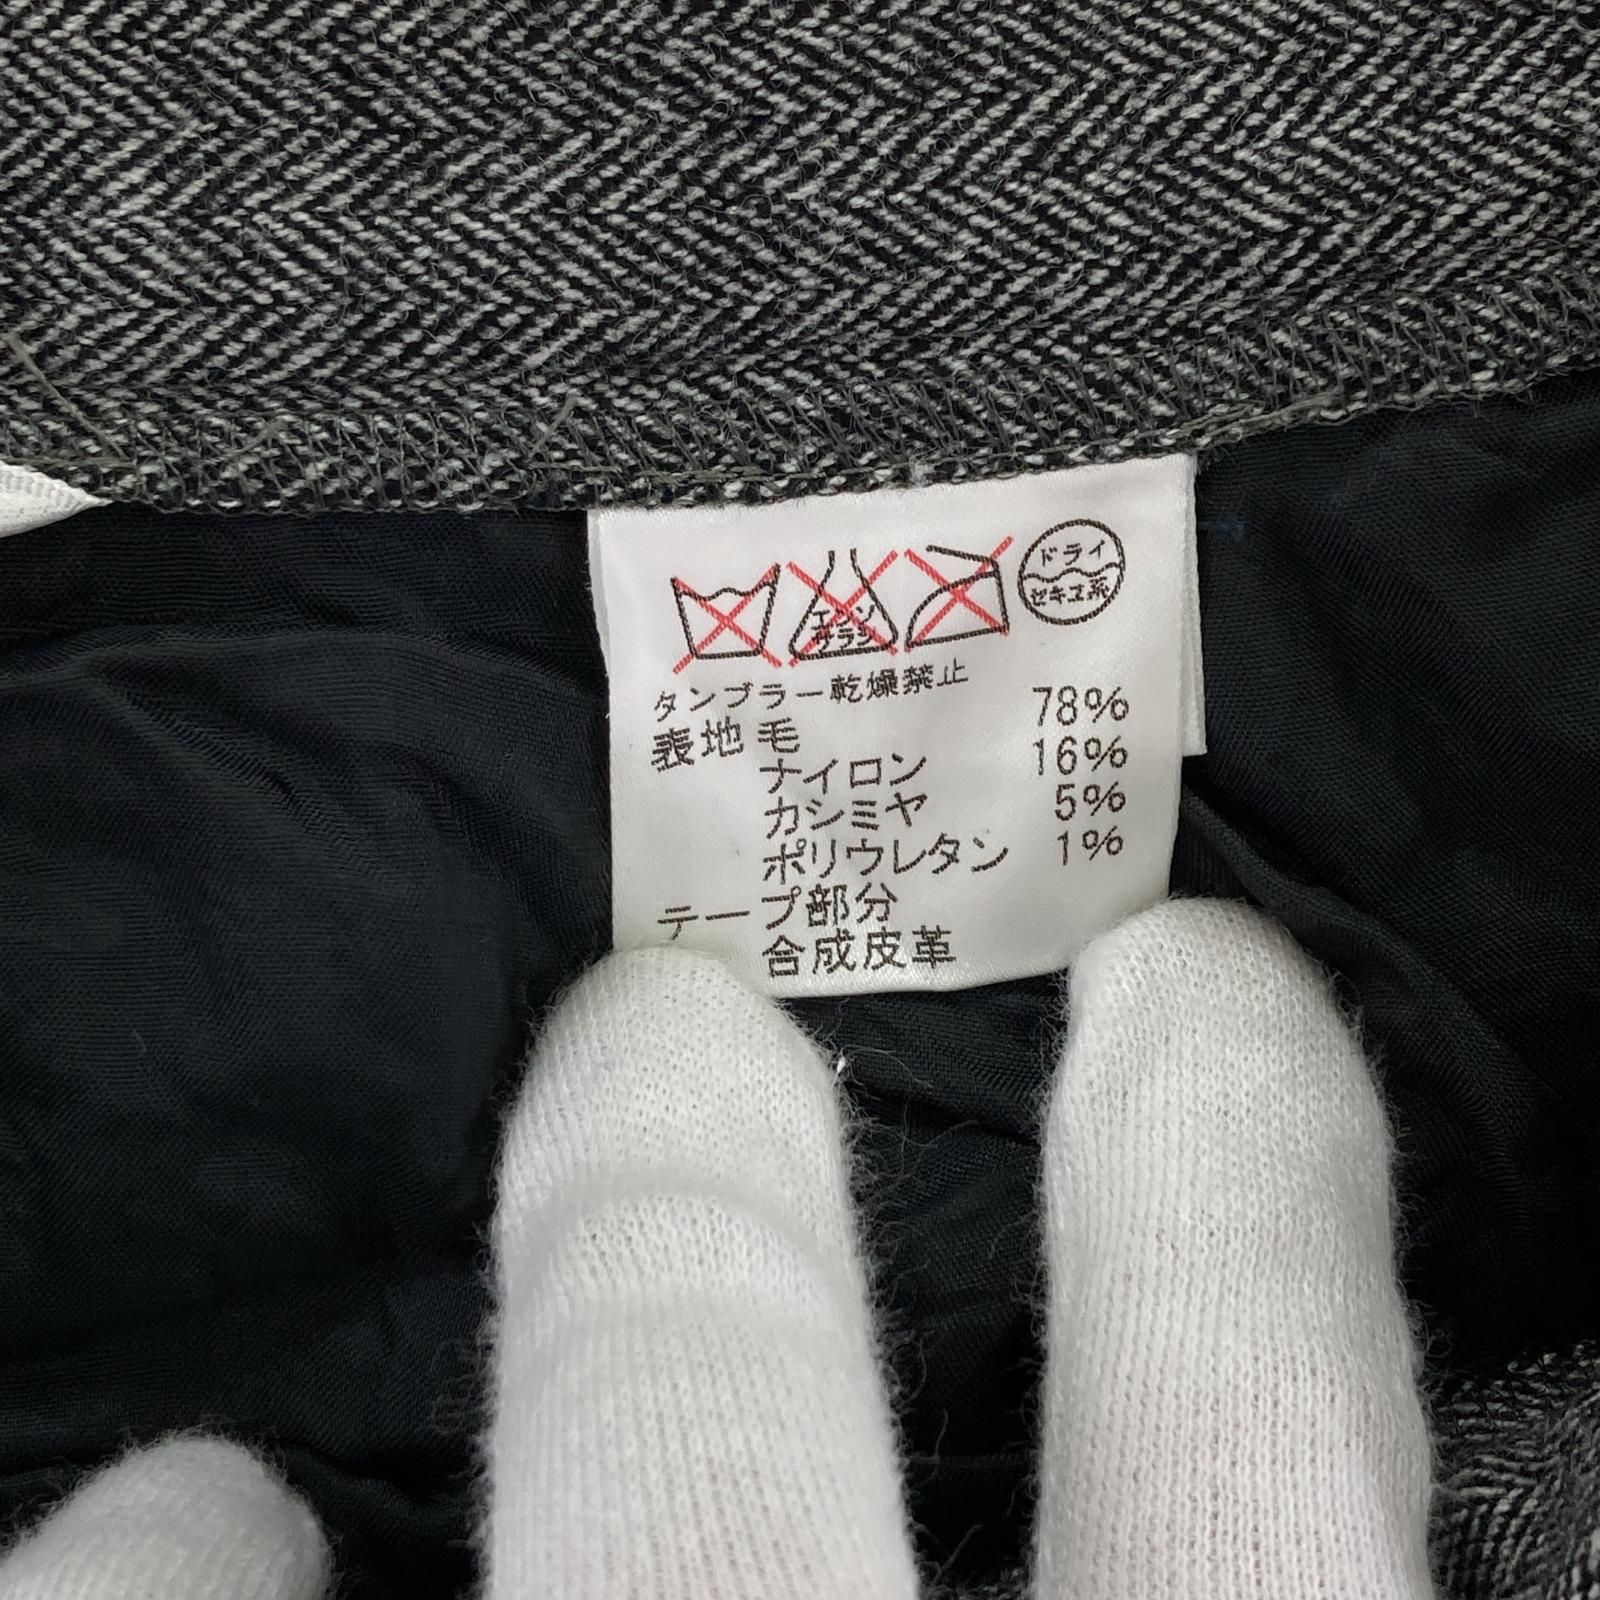 エンソ
サラシ
ドライ
セキユ系
タンブラー乾燥禁止
表地 毛 78%
ナイロン 16%
カシミヤ 5%
ポリウレタン 1%
テープ部分
合成皮革